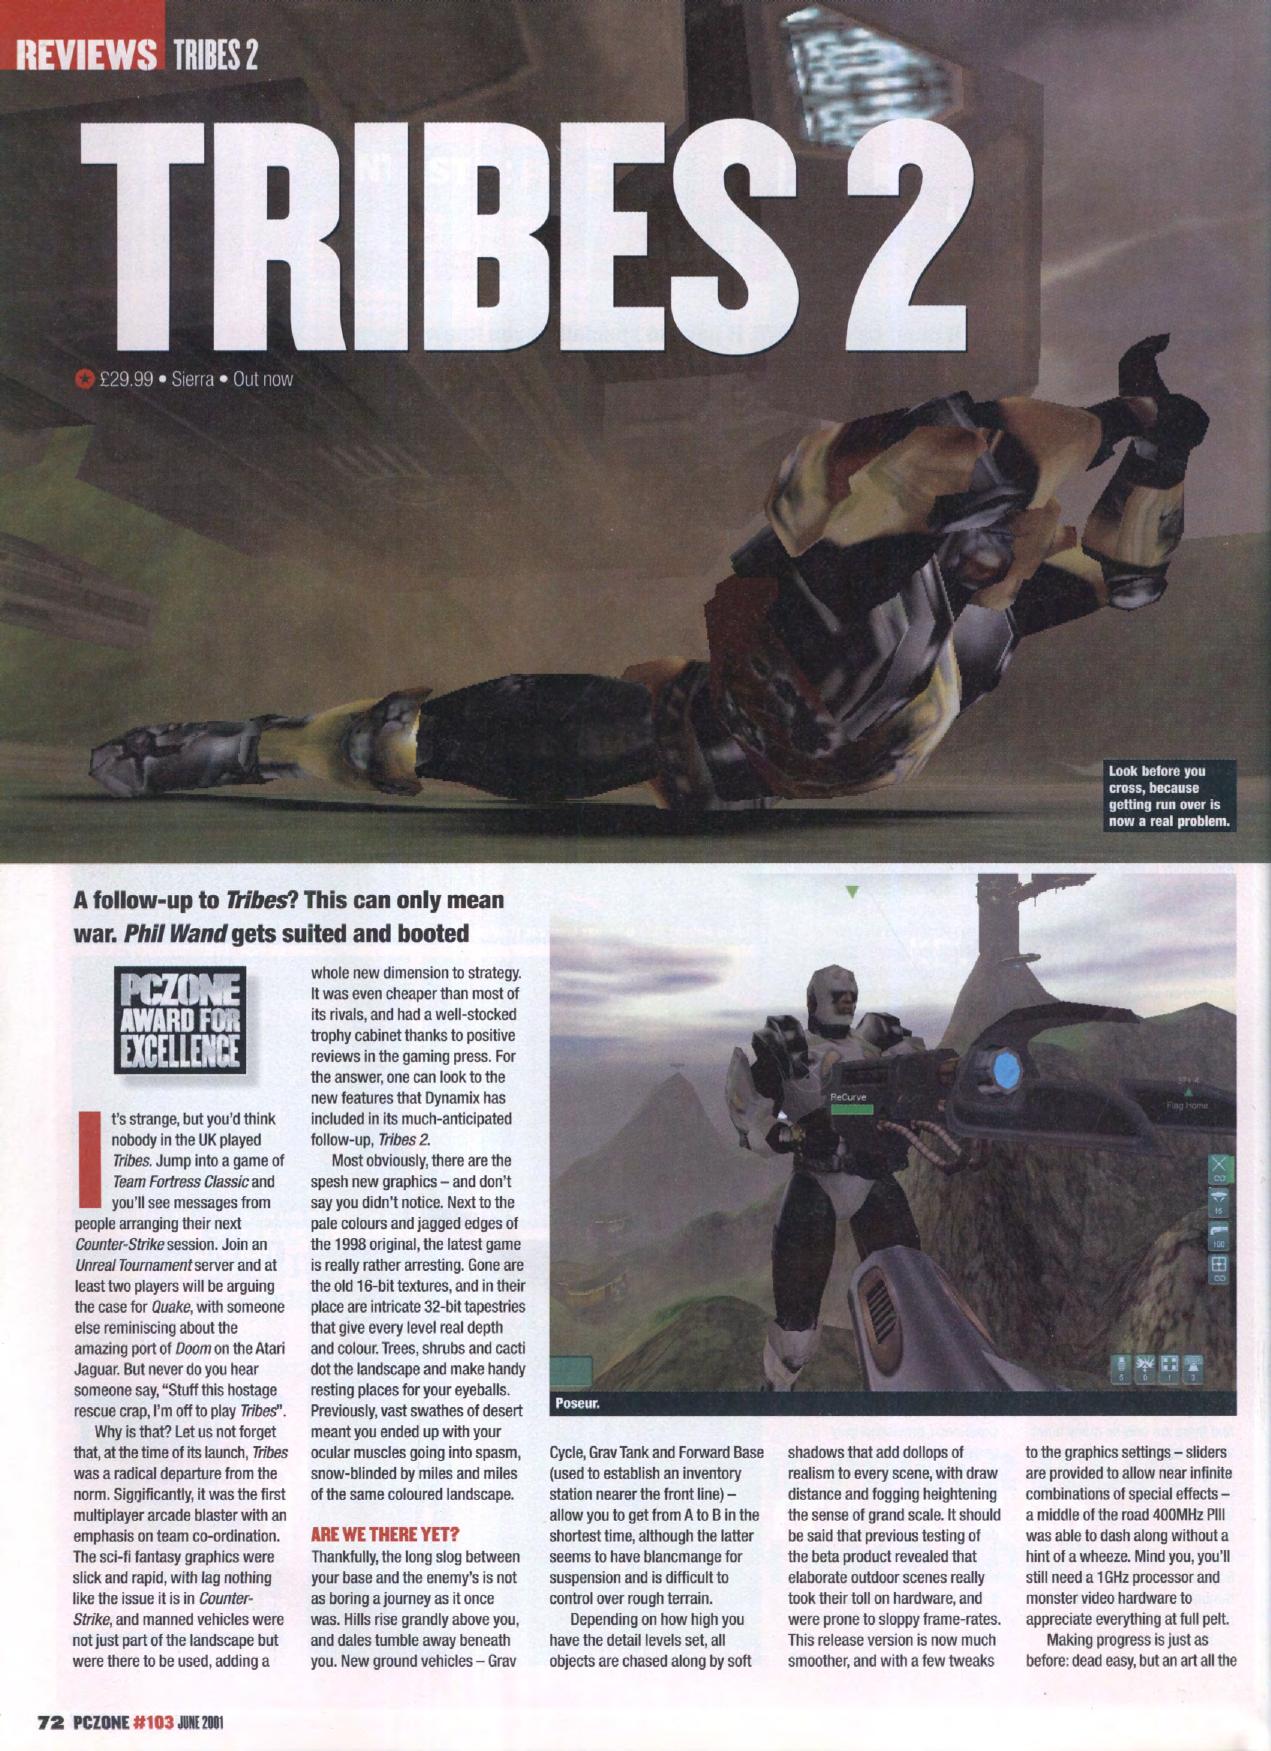 REVIEWS TRIBES 2
TRIBES 2
£29.99 • Sierra • Out now
Look before you
cross, because
getting run over is
now a real problem.
A follow-up to Tribes? This can only mean
war. Phil Wand gets suited and booted
PCZONE
AWARD FOR
EXCELLENCE
It's strange, but you'd think
nobody in the UK played
Tribes. Jump into a game of
Team Fortress Classic and
you'll see messages from
people arranging their next
Counter-Strike session. Join an
Unreal Tournament server and at
least two players will be arguing
the case for Quake, with someone
else reminiscing about the
amazing port of Doom on the Atari
Jaguar. But never do you hear
someone say, "Stuff this hostage
rescue crap, I'm off to play Tribes".
Why is that? Let us not forget
that, at the time of its launch, Tribes
was a radical departure from the
norm. Significantly, it was the first
multiplayer arcade blaster with an
emphasis on team co-ordination.
The sci-fi fantasy graphics were
slick and rapid, with lag nothing
like the issue it is in Counter-
Strike, and manned vehicles were
not just part of the landscape but
were there to be used, adding a
whole new dimension to strategy.
It was even cheaper than most of
its rivals, and had a well-stocked
trophy cabinet thanks to positive
reviews in the gaming press. For
the answer, one can look to the
new features that Dynamix has
included in its much-anticipated
follow-up, Tribes 2.
Most obviously, there are the
spesh new graphics – and don't
say you didn't notice. Next to the
pale colours and jagged edges of
the 1998 original, the latest game
is really rather arresting. Gone are
the old 16-bit textures, and in their
place are intricate 32-bit tapestries
that give every level real depth
and colour. Trees, shrubs and cacti
dot the landscape and make handy
resting places for your eyeballs.
Previously, vast swathes of desert
meant you ended up with your
ocular muscles going into spasm,
snow-blinded by miles and miles
of the same coloured landscape.
ARE WE THERE YET?
Thankfully, the long slog between
your base and the enemy's is not
as boring a journey as it once
was. Hills rise grandly above you,
and dales tumble away beneath
you. New ground vehicles – Grav
ReCurve
Flag Home
15
100
5
0
1
3
Poseur.
Cycle, Grav Tank and Forward Base
(used to establish an inventory
station nearer the front line) –
allow you to get from A to B in the
shortest time, although the latter
seems to have blancmange for
suspension and is difficult to
control over rough terrain.
Depending on how high you
have the detail levels set, all
objects are chased along by soft
shadows that add dollops of
realism to every scene, with draw
distance and fogging heightening
the sense of grand scale. It should
be said that previous testing of
the beta product revealed that
elaborate outdoor scenes really
took their toll on hardware, and
were prone to sloppy frame-rates.
This release version is now much
smoother, and with a few tweaks
to the graphics settings – sliders
are provided to allow near infinite
combinations of special effects –
a middle of the road 400MHz PIII
was able to dash along without a
hint of a wheeze. Mind you, you'll
still need a 1GHz processor and
monster video hardware to
appreciate everything at full pelt.
Making progress is just as
before: dead easy, but an art all the
72 PCZONE #103 JUNE 2001